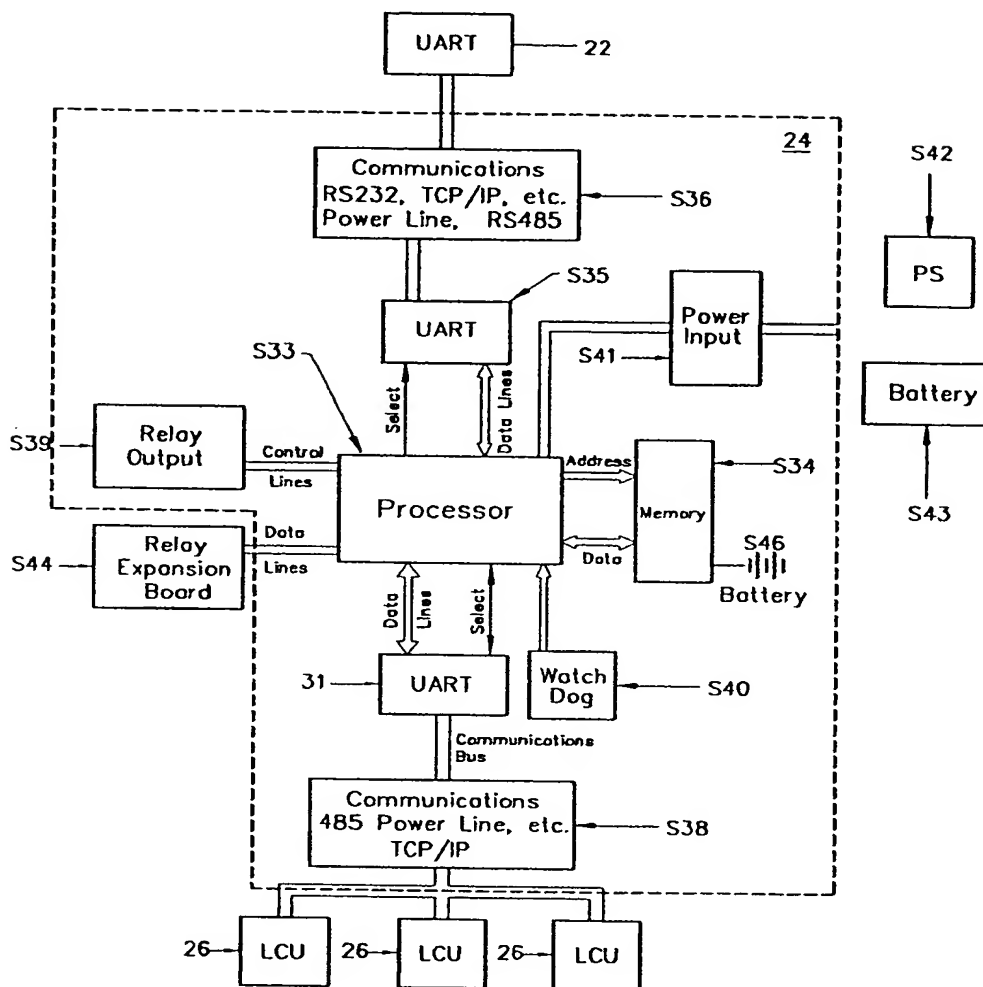 UART
22
24
Communications
RS232, TCP/IP, etc.
Power Line, RS485
S36
S42
PS
S35
UART
Power
Input
S41
S33
Select
Data Lines
Battery
S43
S39
Relay
Output
Control
Lines
Processor
Address
Data
S34
Memory
S46
Battery
S44
Relay
Expansion
Board
Data
Lines
Data
Lines
Select
31
UART
Watch
Dog
S40
Communications
Bus
Communications
485 Power Line, etc.
TCP/IP
S38
26
LCU
26
LCU
26
LCU